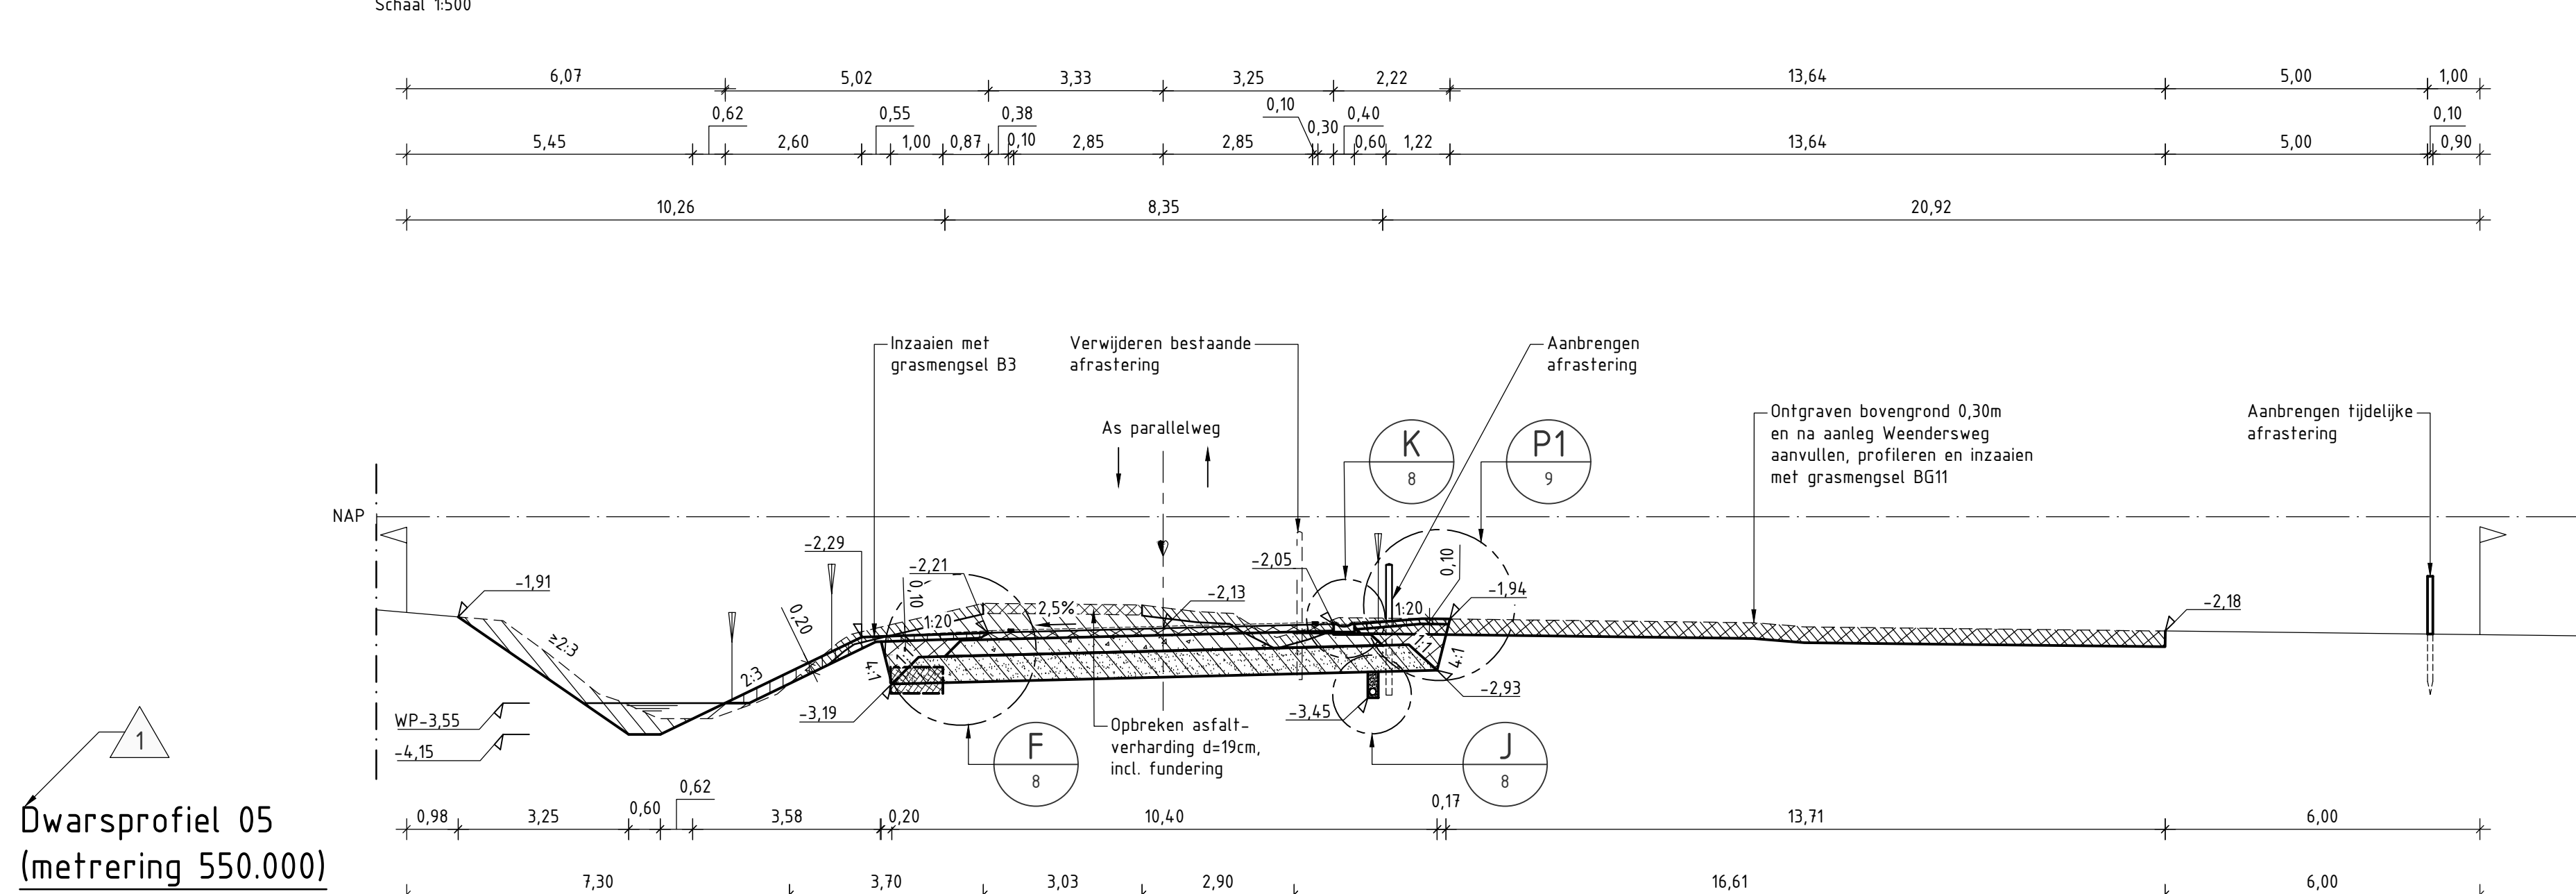 Schaal 1:500
6,07
5,02
3,33
3,25
2,22
13,64
5,00
1,00
0,62
0,55
0,38
0,10
0,40
0,10
5,45
2,60
1,00
0,87
0,10
2,85
2,85
0,30
0,60
1,22
13,64
5,00
0,90
10,26
8,35
20,92
Inzaaien met
grasmengsel B3
Verwijderen bestaande
afrastering
Aanbrengen
afrastering
As parallelweg
K
8
P1
9
Ontgraven bovengrond 0,30m
en na aanleg Weendersweg
aanvullen, profileren en inzaaien
met grasmengsel BG11
Aanbrengen tijdelijke
afrastering
NAP
-1,91
-2,29
-2,21
0,10
-2,13
-2,05
0,10
-1,94
-2,18
≥2:3
0,20
2:3
1:20
2,5%
1:20
4:1
4:1
-3,19
-3,45
-2,93
WP-3,55
-4,15
Opbreken asfalt-
verharding d=19cm,
incl. fundering
F
8
J
8
1
Dwarsprofiel 05
(metrering 550.000)
0,98
3,25
0,60
0,62
3,58
0,20
10,40
0,17
13,71
6,00
7,30
3,70
3,03
2,90
16,61
6,00